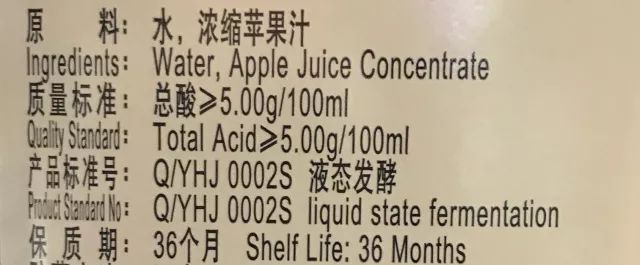 原 料：水，浓缩苹果汁
Ingredients: Water, Apple Juice Concentrate
质量标准：总酸≥5.00g/100ml
Quality Standard: Total Acid≥5.00g/100ml
产品标准号：Q/YHJ 0002S 液态发酵
Product Standard No: Q/YHJ 0002S liquid state fermentation
保 质 期：36个月 Shelf Life: 36 Months